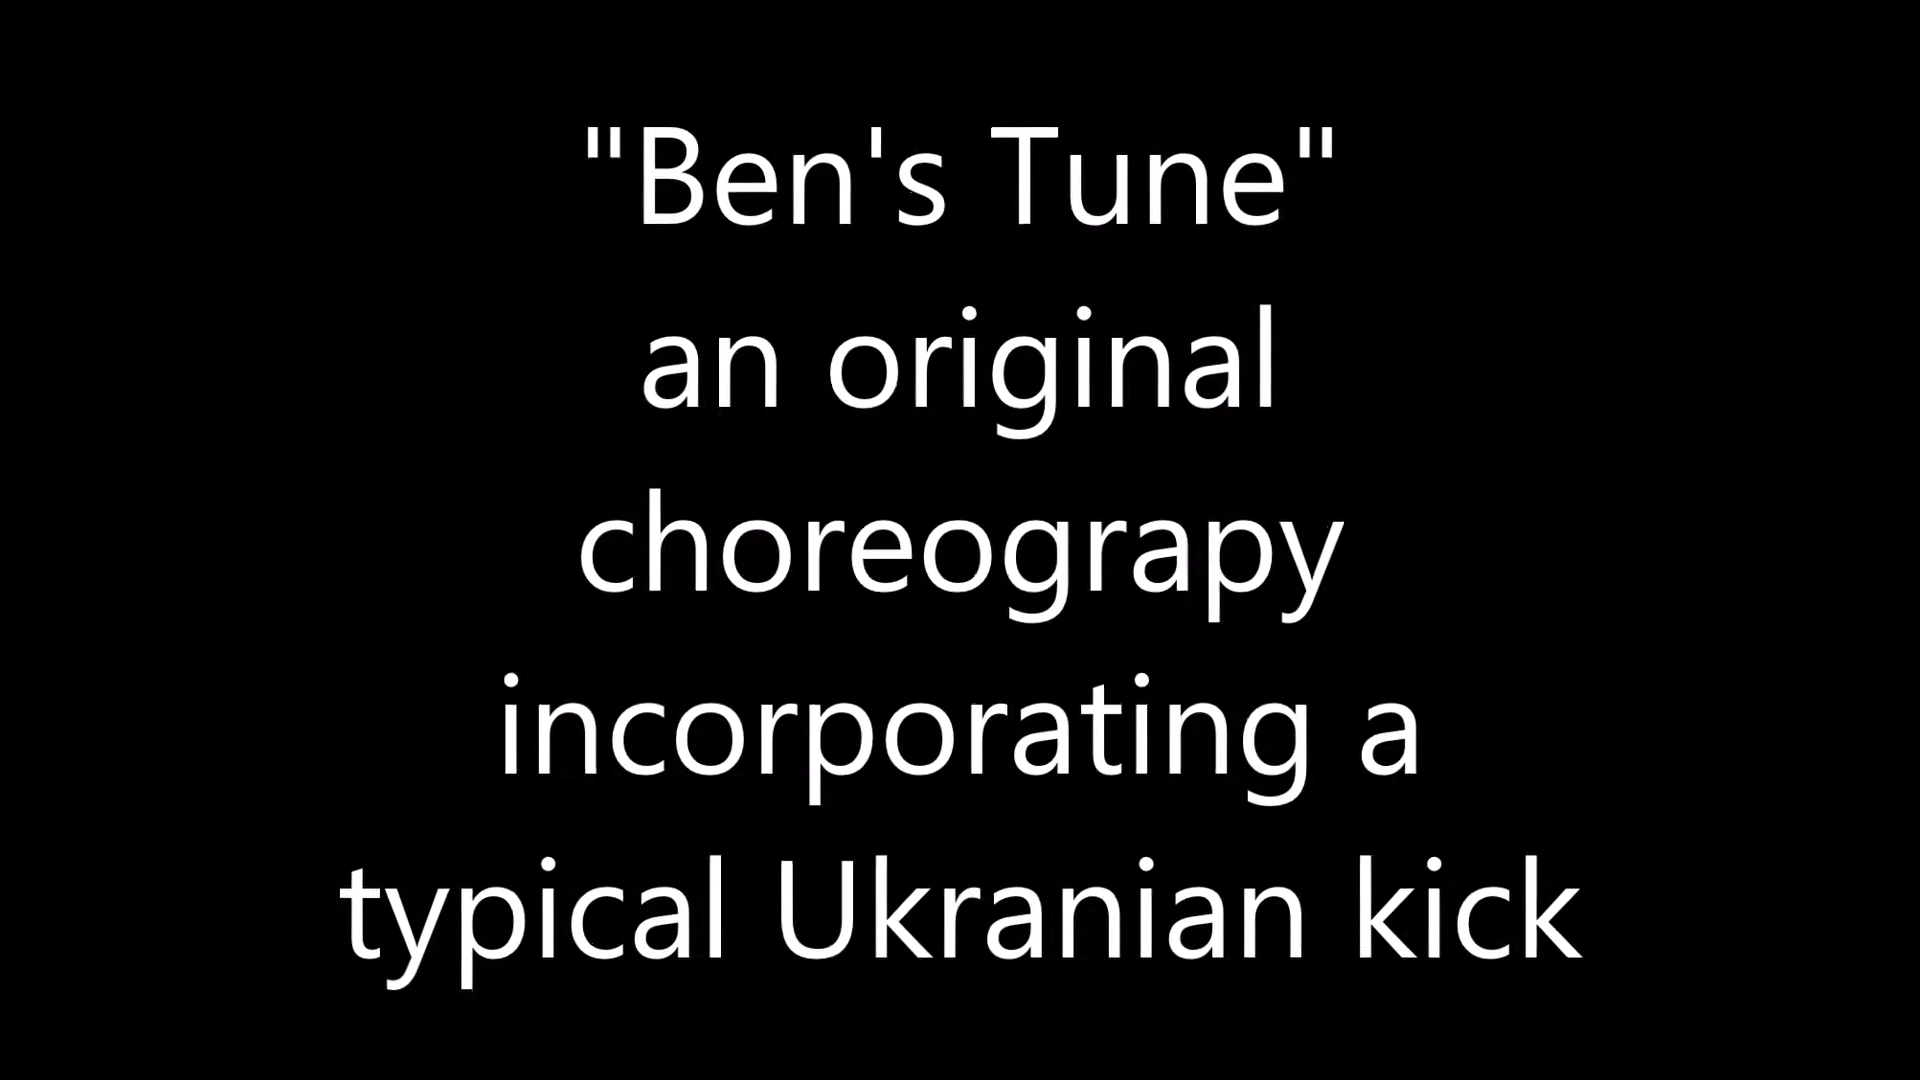 "Ben's Tune"
an original
choreograpy
incorporating a
typical Ukranian kick